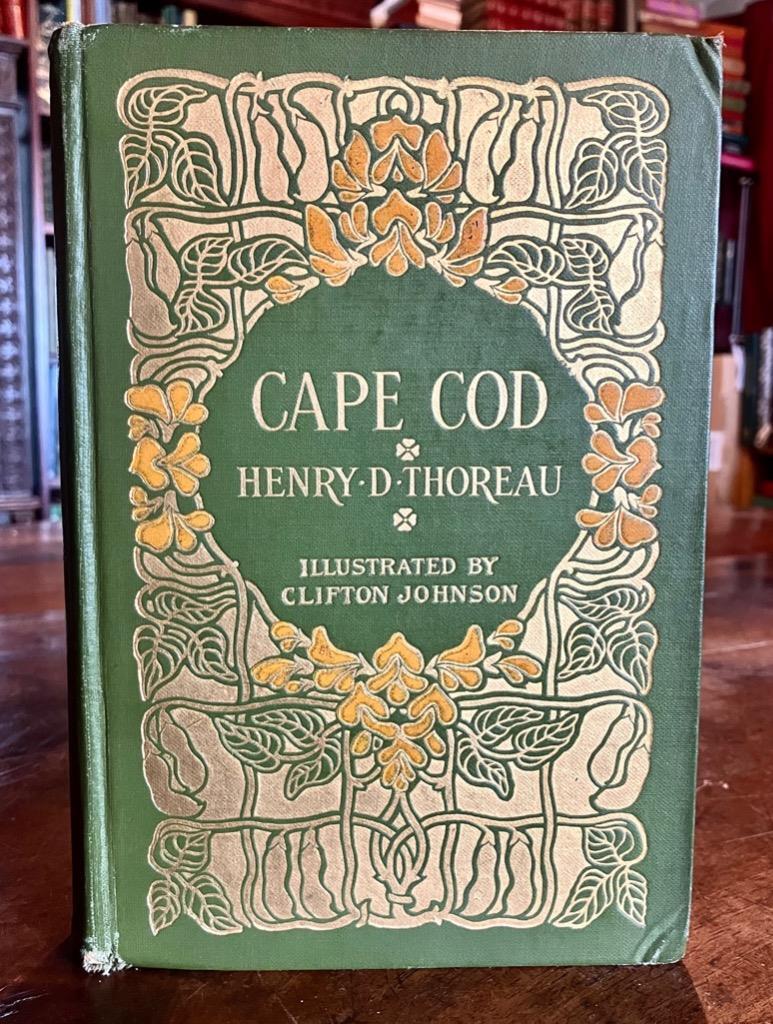 CAPE COD
HENRY·D·THOREAU
ILLUSTRATED BY
CLIFTON JOHNSON